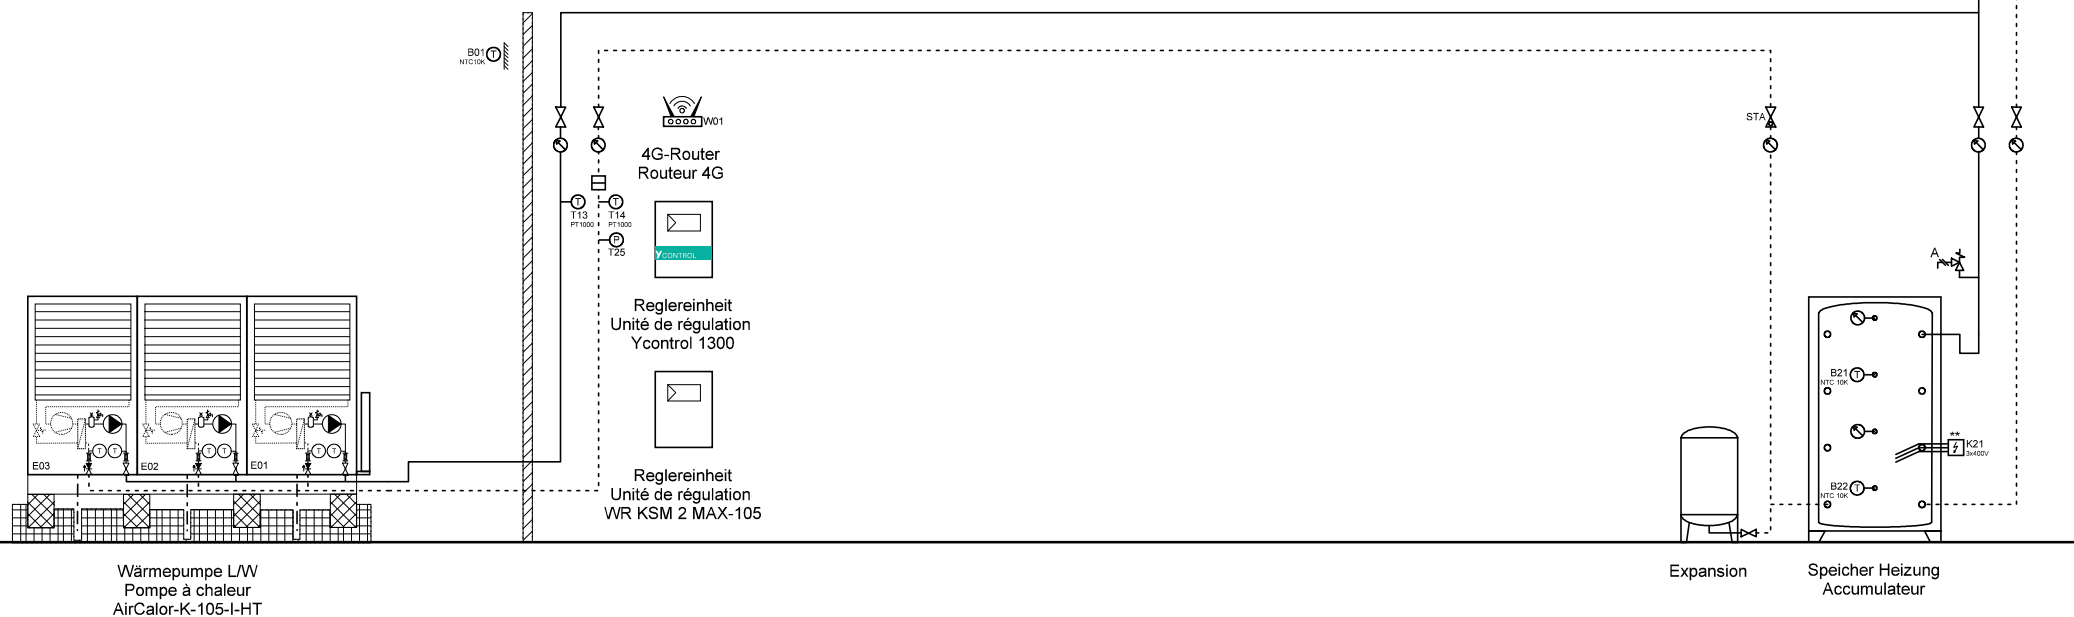 B01
NTC10K
T
W01
4G-Router
Routeur 4G
STA
T
T13
PT1000
T
T14
PT1000
P
T25
YCONTROL
A
Reglereinheit
Unité de régulation
Ycontrol 1300
Reglereinheit
Unité de régulation
WR KSM 2 MAX-105
T T
T T
T T
E03
E02
E01
B21
NTC 10K
T
**
K21
3x400V
B22
NTC 10K
T
Wärmepumpe L/W
Pompe à chaleur
AirCalor-K-105-I-HT
Expansion
Speicher Heizung
Accumulateur